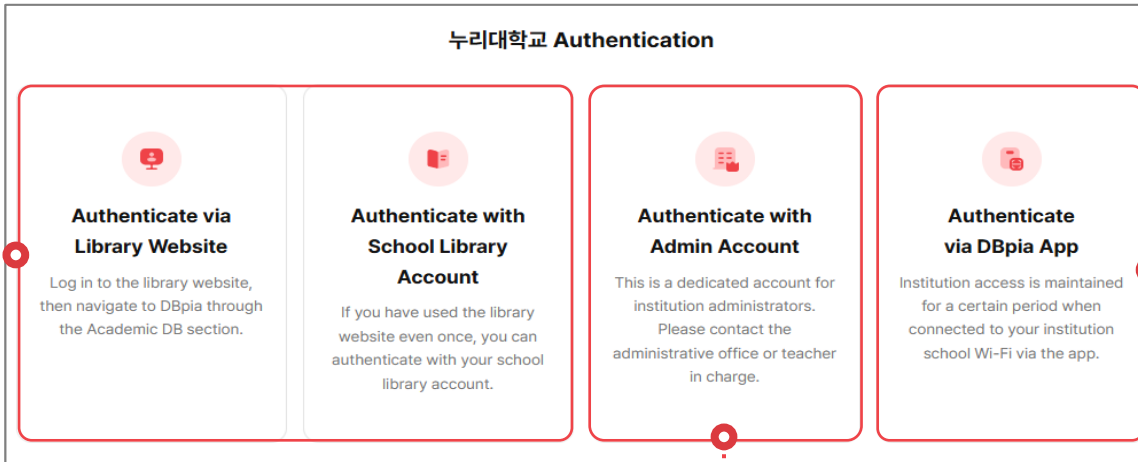 누리대학교 Authentication
Authenticate via
Library Website
Log in to the library website,
then navigate to DBpia through
the Academic DB section.
Authenticate with
School Library
Account
If you have used the library
website even once, you can
authenticate with your school
library account.
Authenticate with
Admin Account
This is a dedicated account for
institution administrators.
Please contact the
administrative office or teacher
in charge.
Authenticate
via DBpia App
Institution access is maintained
for a certain period when
connected to your institution
school Wi-Fi via the app.